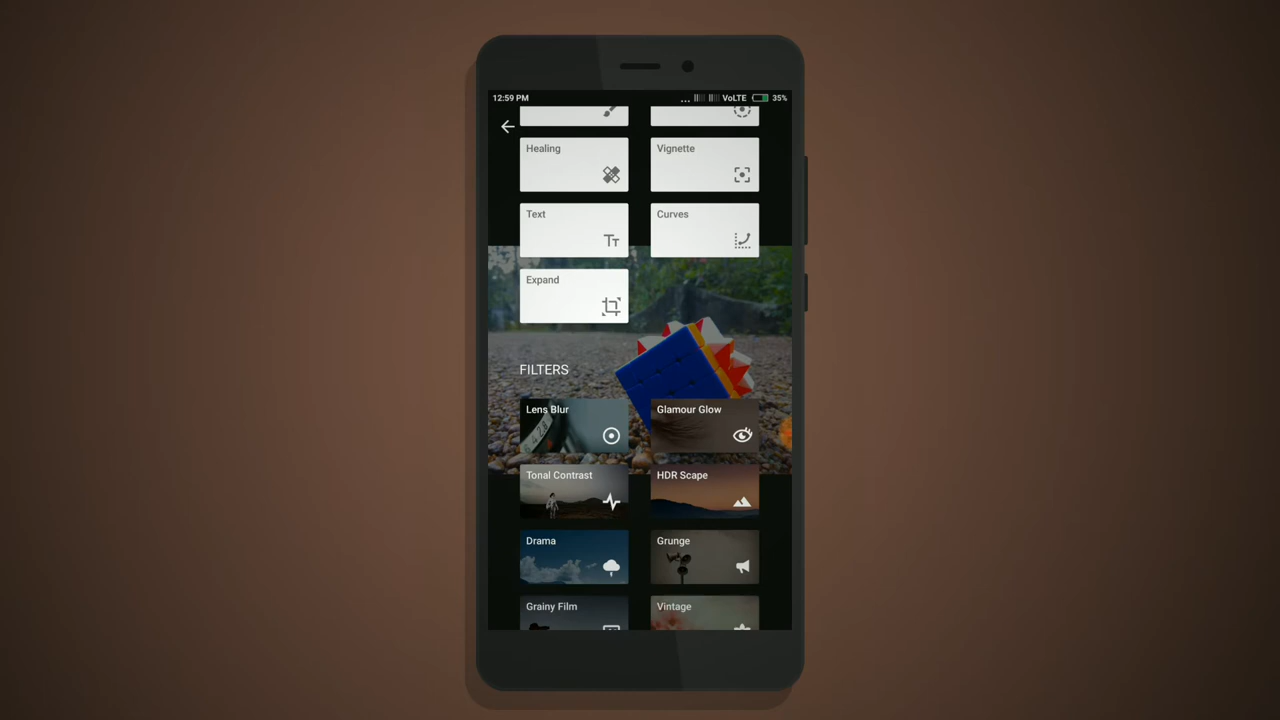 12:59 PM ... VoLTE 35%
Healing Vignette
Text Curves
Expand
FILTERS
Lens Blur Glamour Glow
Tonal Contrast HDR Scape
Drama Grunge
Grainy Film Vintage